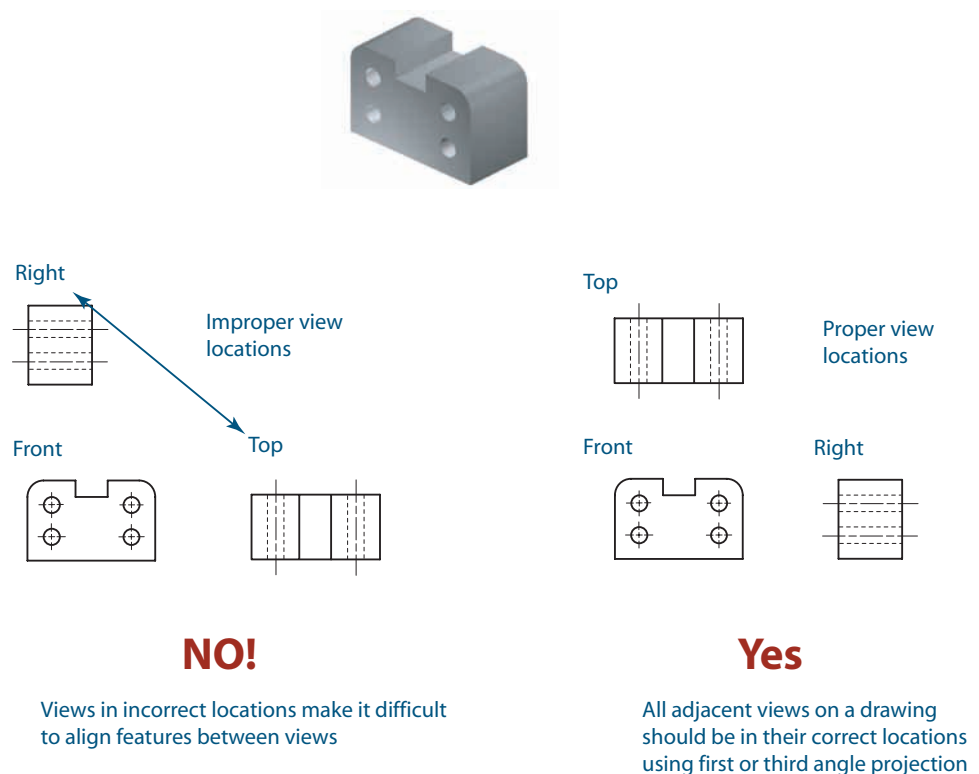 Right
Improper view
locations
Front
Top
NO!
Views in incorrect locations make it difficult
to align features between views
Top
Proper view
locations
Front
Right
Yes
All adjacent views on a drawing
should be in their correct locations
using first or third angle projection